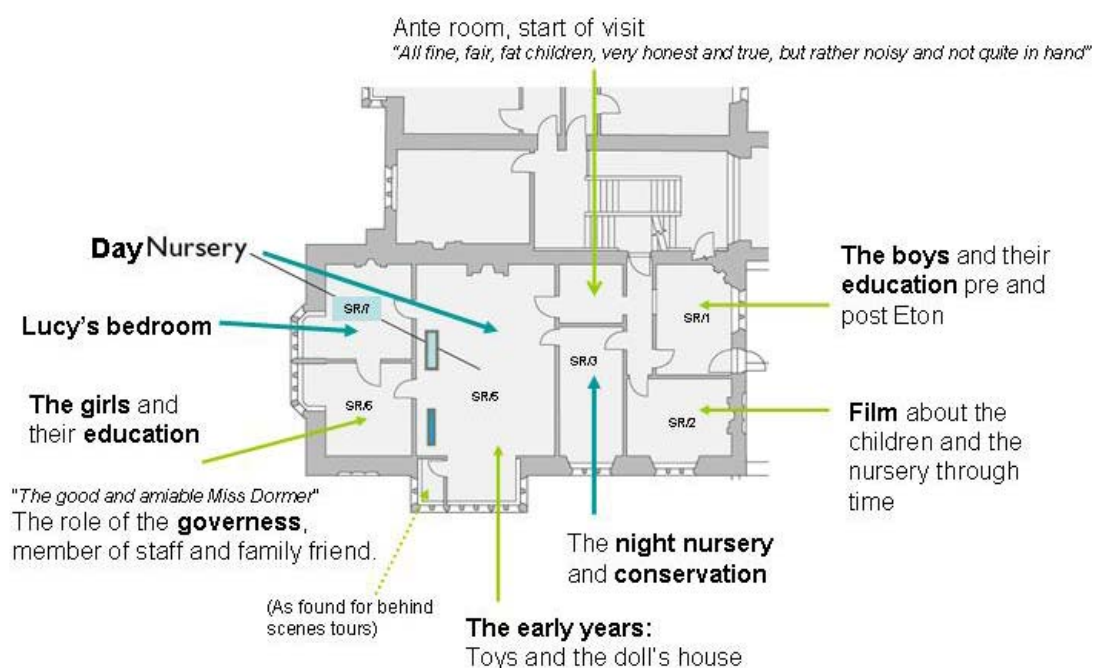 Ante room, start of visit
"All fine, fair, fat children, very honest and true, but rather noisy and not quite in hand"
Day Nursery
Lucy's bedroom
The girls and
their education
"The good and amiable Miss Dormer"
The role of the governess,
member of staff and family friend.
(As found for behind
scenes tours)
The early years:
Toys and the doll's house
The night nursery
and conservation
The boys and their
education pre and
post Eton
Film about the
children and the
nursery through
time
SR/7
SR/6
SR/5
SR/3
SR/1
SR/2